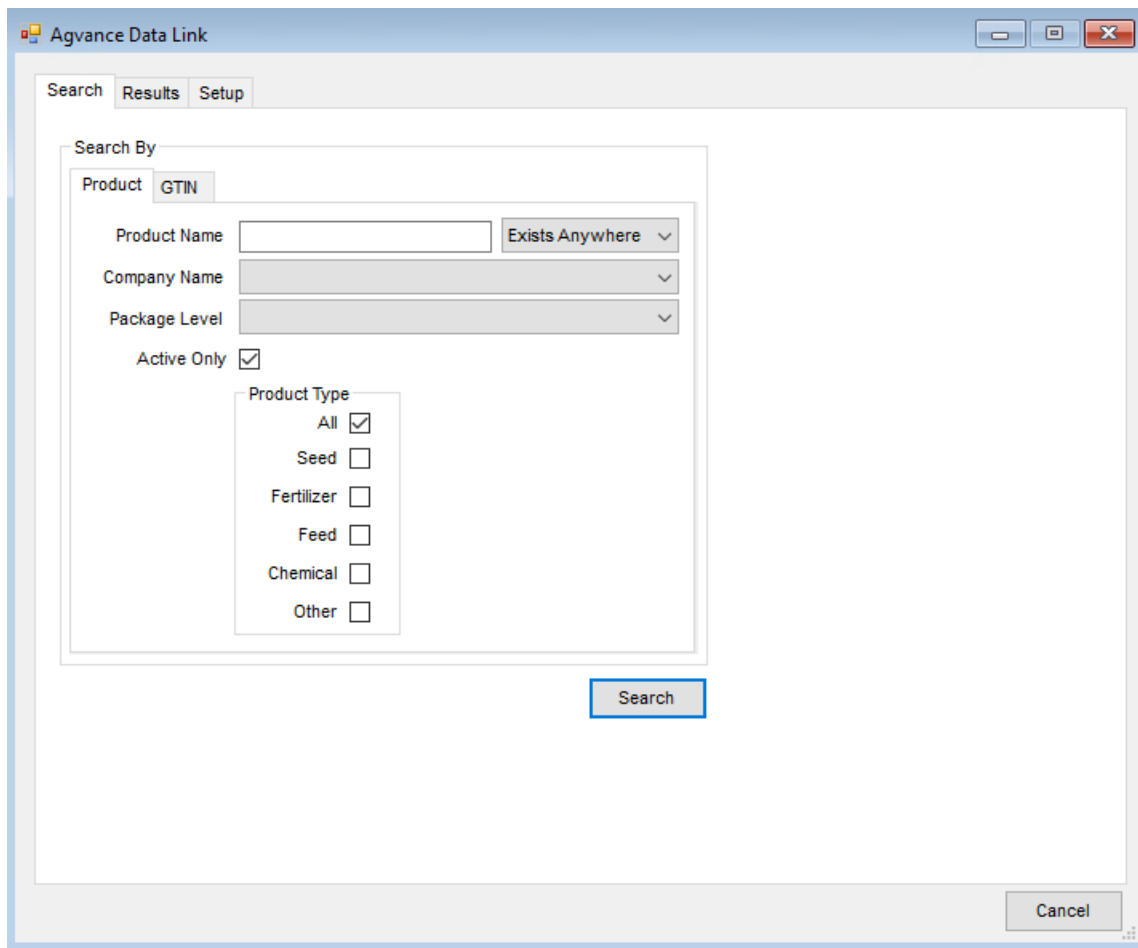 Agvance Data Link
Search Results Setup
Search By
Product GTIN
Product Name Exists Anywhere
Company Name
Package Level
Active Only
Product Type
All
Seed
Fertilizer
Feed
Chemical
Other
Search
Cancel